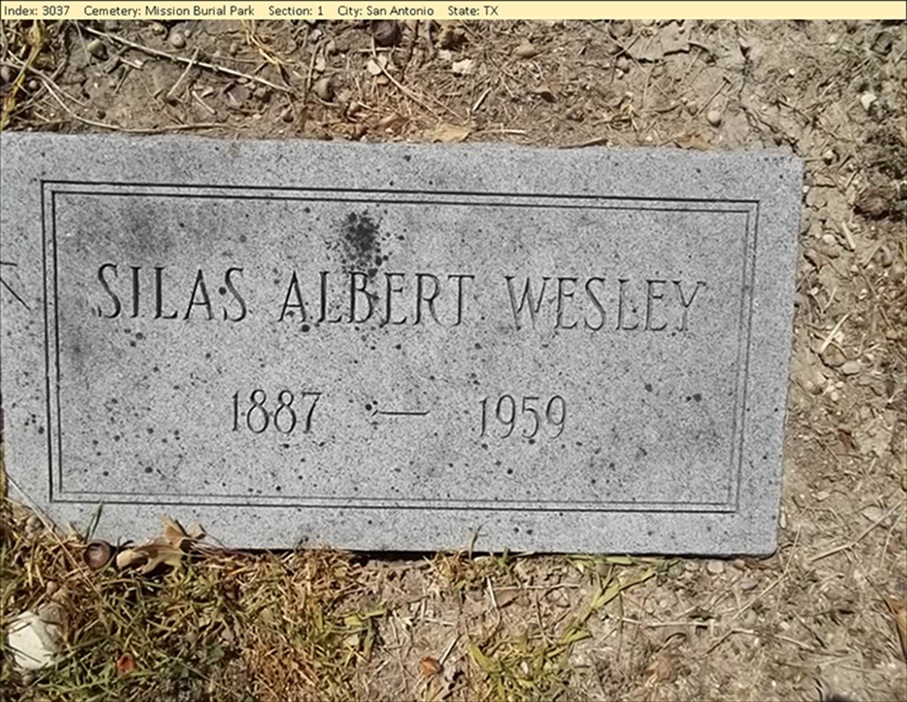 Index: 3037 Cemetery: Mission Burial Park Section: 1 City: San Antonio State: TX
SILAS ALBERT WESLEY
1887 — 1959